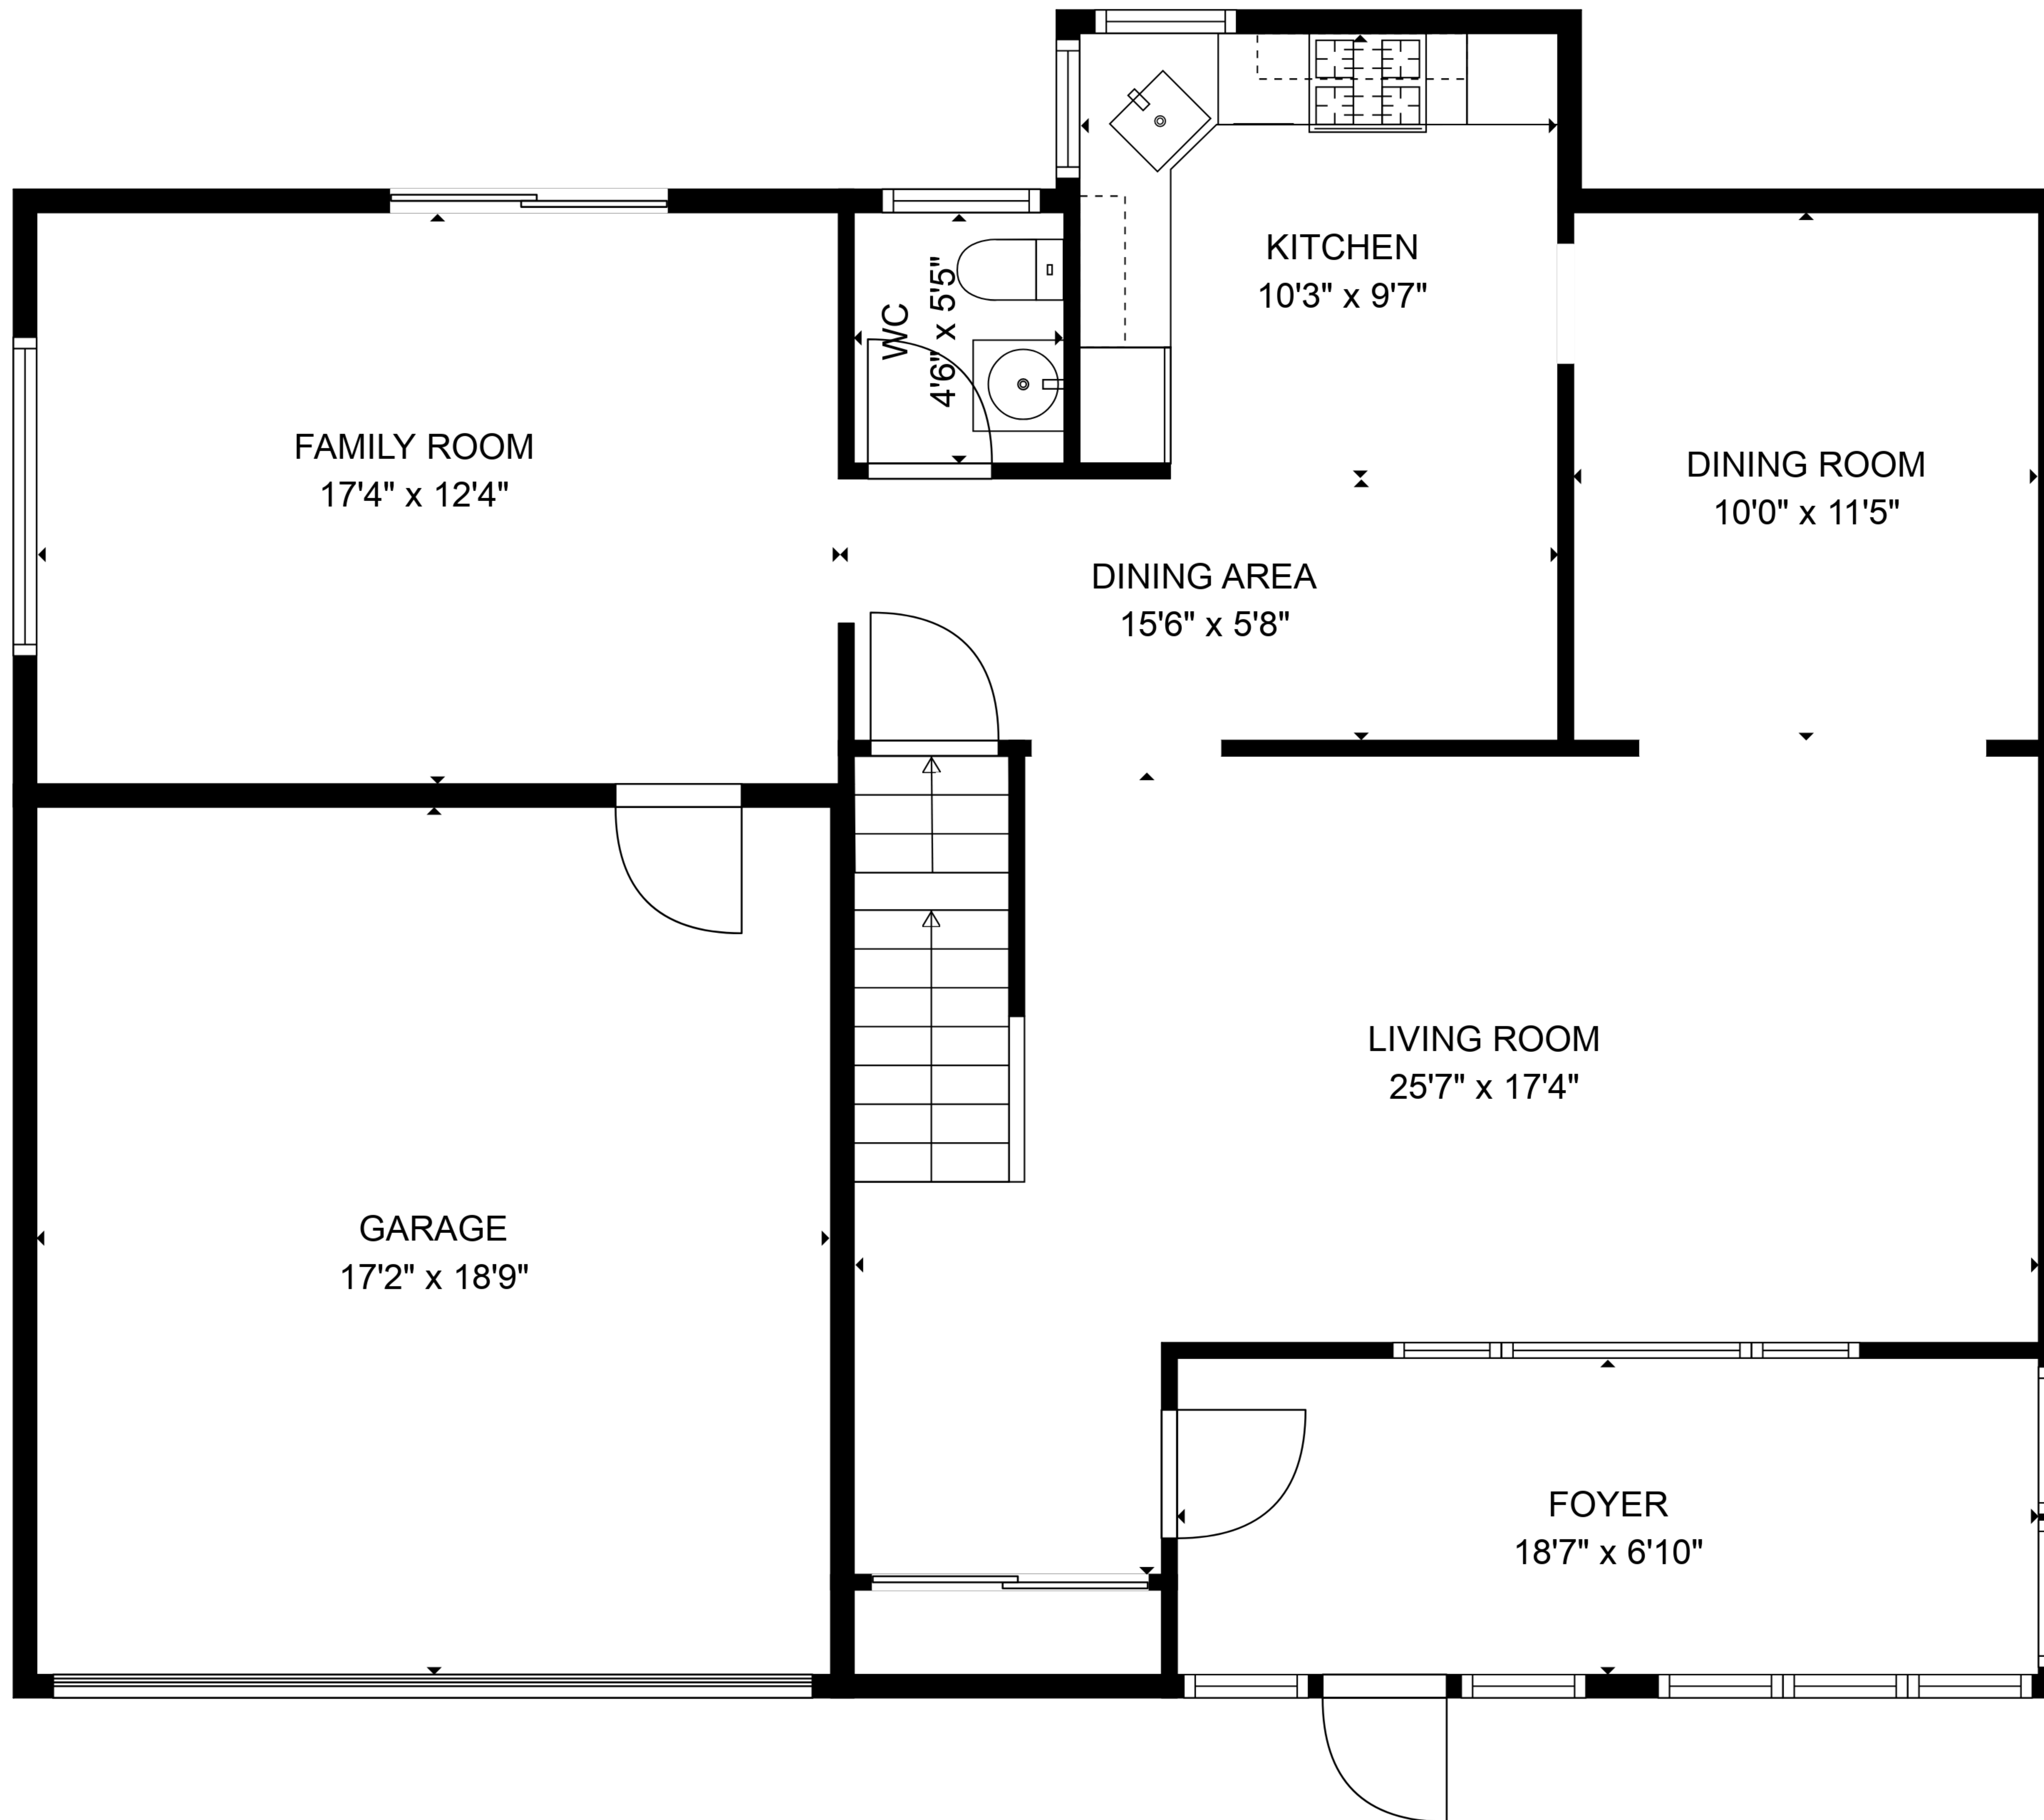 KITCHEN
10'3" x 9'7"
WC
4'6" x 5'5"
FAMILY ROOM
17'4" x 12'4"
DINING ROOM
10'0" x 11'5"
DINING AREA
15'6" x 5'8"
LIVING ROOM
25'7" x 17'4"
GARAGE
17'2" x 18'9"
FOYER
18'7" x 6'10"